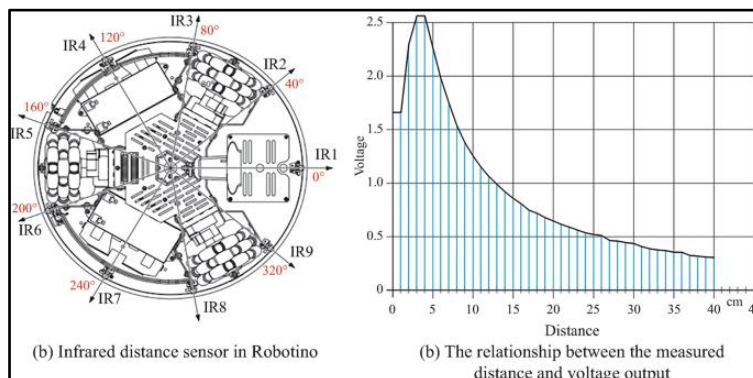 IR3
80°
120°
IR4
IR2
40°
160°
IR5
IR1
0°
200°
IR6
IR9
320°
240°
IR7
IR8
(b) Infrared distance sensor in Robotino
2.5
2.0
1.5
1.0
0.5
0
Voltage
0 5 10 15 20 25 30 35 40 cm 4
Distance
(b) The relationship between the measured
distance and voltage output